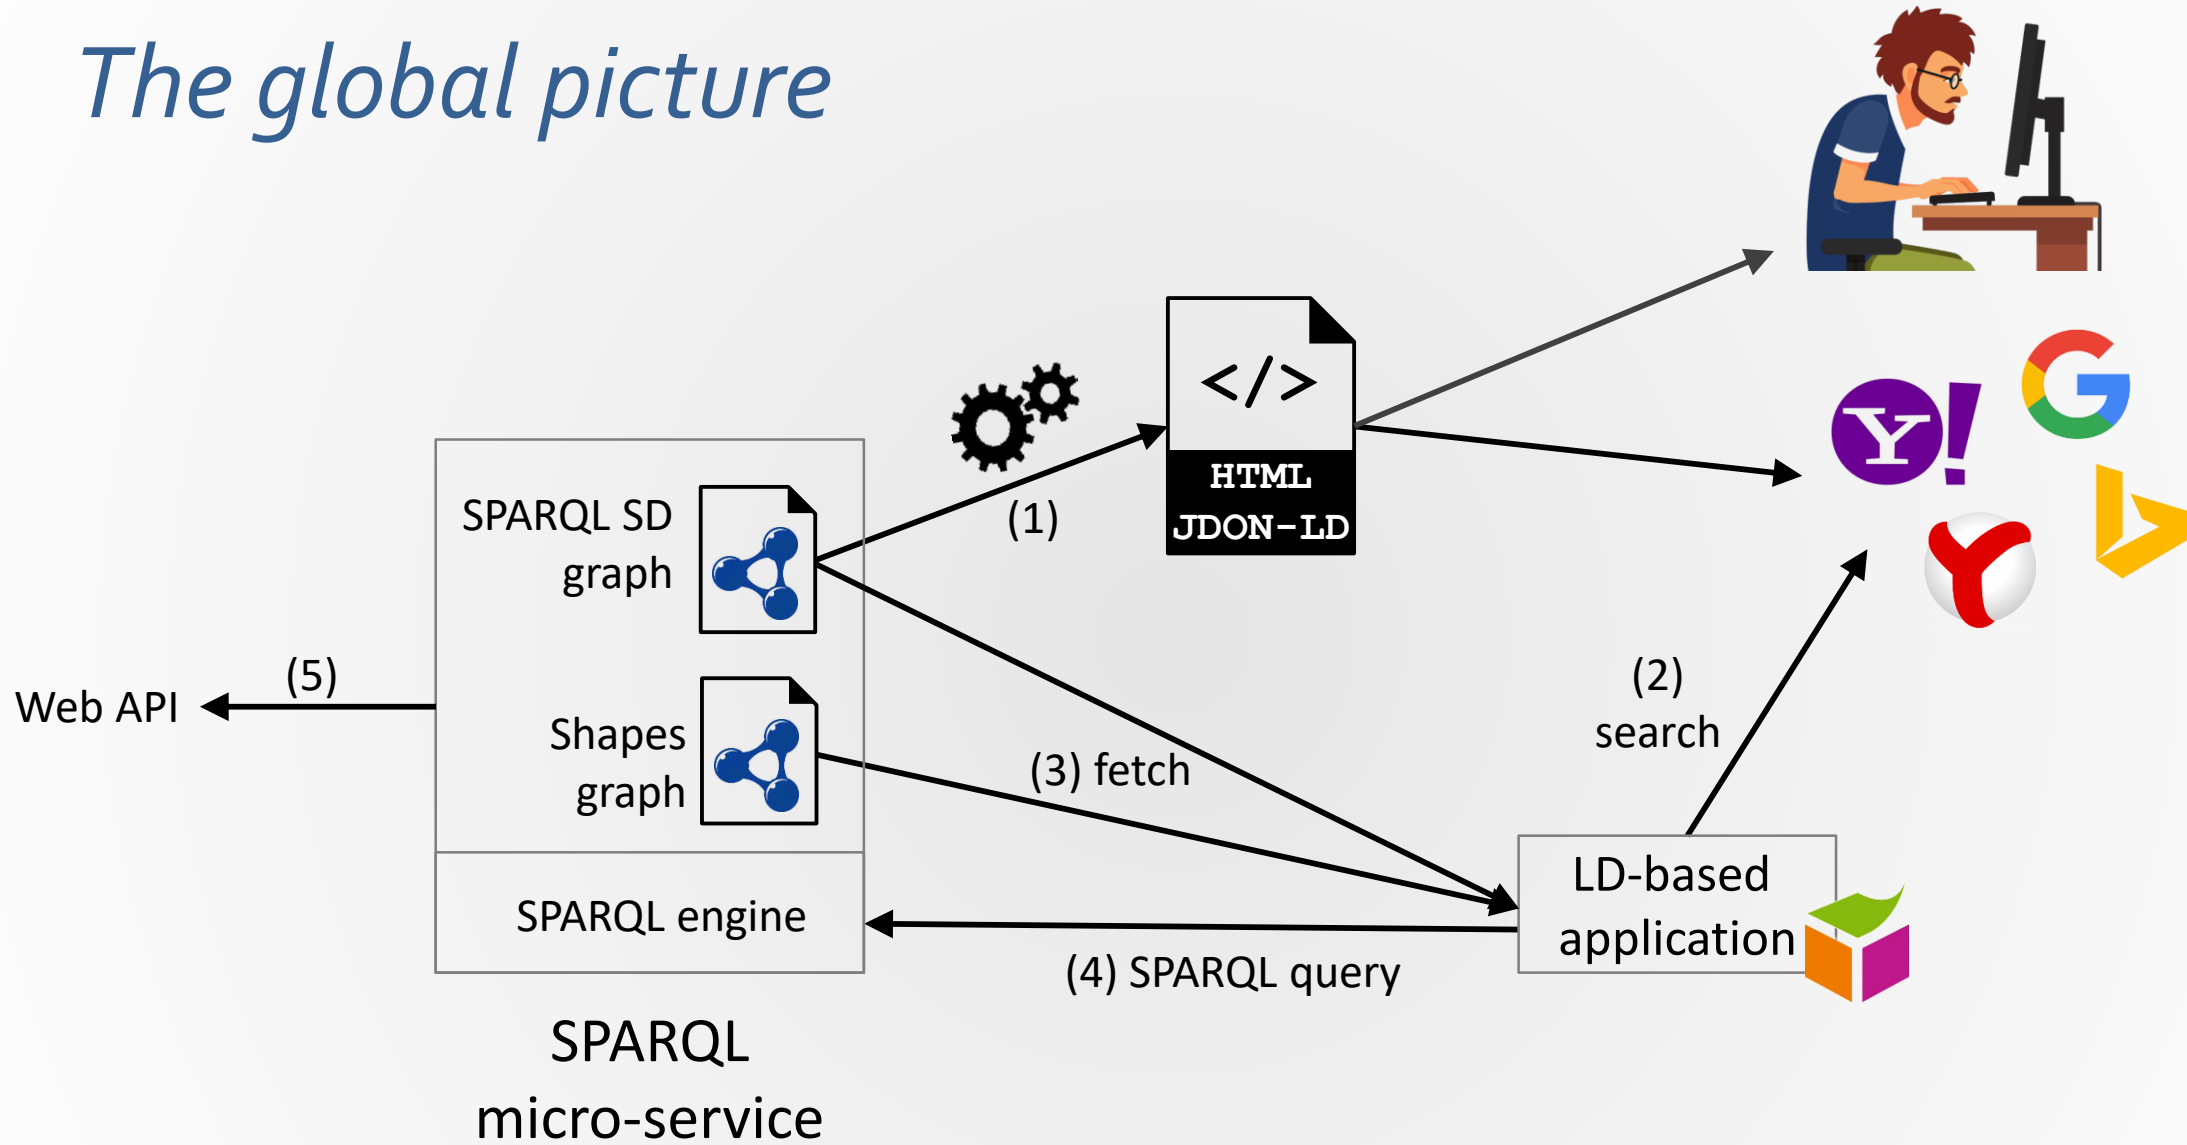 The global picture
</>
HTML
JDON-LD
Y!
G
SPARQL SD
graph
(1)
(5)
Web API
Shapes
graph
(2)
search
(3) fetch
SPARQL engine
LD-based
application
(4) SPARQL query
SPARQL
micro-service